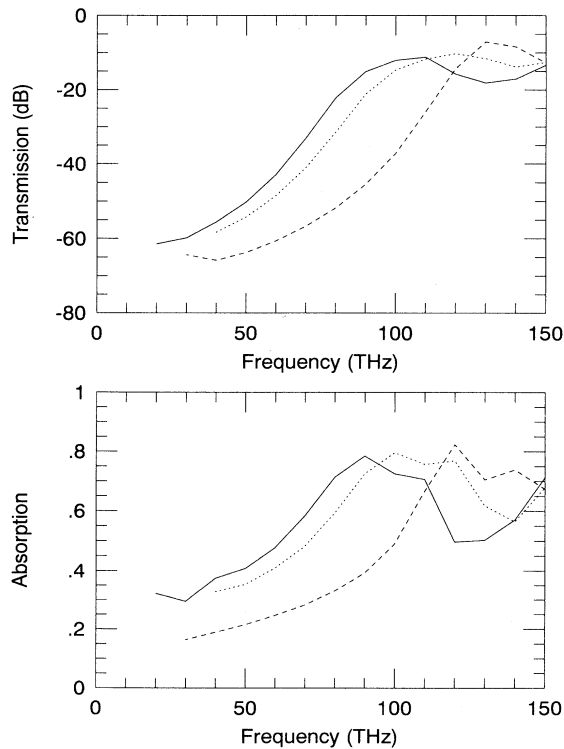 0
-20
-40
-60
-80
Transmission (dB)
0 50 100 150
Frequency (THz)
1
.8
.6
.4
.2
0
Absorption
0 50 100 150
Frequency (THz)